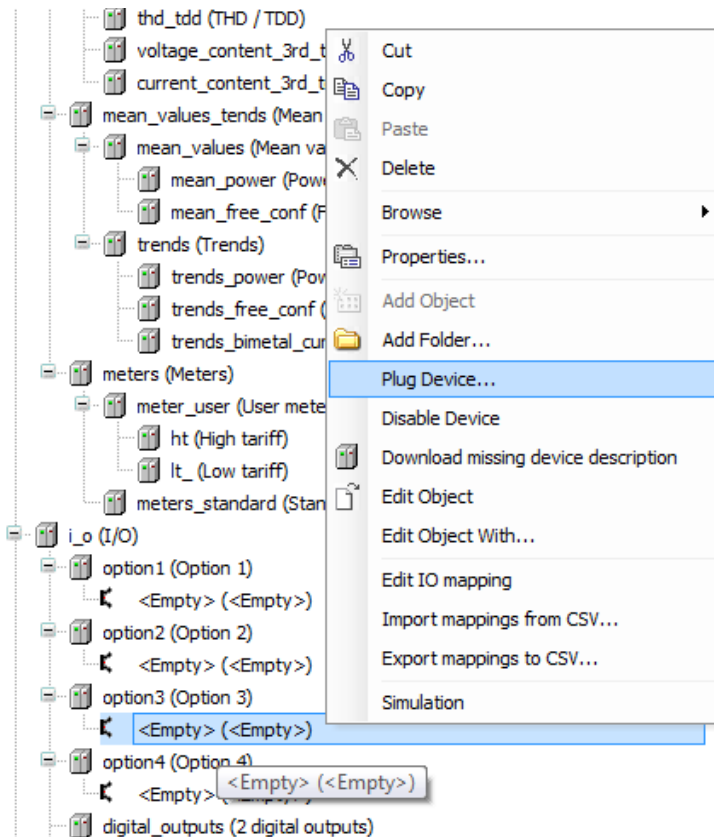 thd_tdd (THD / TDD)
voltage_content_3rd_t
current_content_3rd_t
mean_values_tends (Mean
mean_values (Mean va
mean_power (Pow
mean_free_conf (F
trends (Trends)
trends_power (Pow
trends_free_conf (
trends_bimetal_cur
meters (Meters)
meter_user (User mete
ht (High tariff)
lt_ (Low tariff)
meters_standard (Stan
i_o (I/O)
option1 (Option 1)
<Empty> (<Empty>)
option2 (Option 2)
<Empty> (<Empty>)
option3 (Option 3)
<Empty> (<Empty>)
option4 (Option 4)
<Empty>
digital_outputs (2 digital outputs)
Cut
Copy
Paste
Delete
Browse
Properties...
Add Object
Add Folder...
Plug Device...
Disable Device
Download missing device description
Edit Object
Edit Object With...
Edit IO mapping
Import mappings from CSV...
Export mappings to CSV...
Simulation
<Empty> (<Empty>)